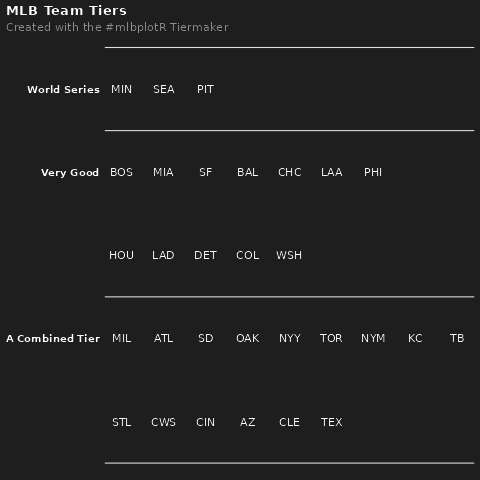 MLB Team Tiers
Created with the #mlbplotR Tiermaker
World Series MIN SEA PIT
Very Good BOS MIA SF BAL CHC LAA PHI
HOU LAD DET COL WSH
A Combined Tier MIL ATL SD OAK NYY TOR NYM KC TB
STL CWS CIN AZ CLE TEX